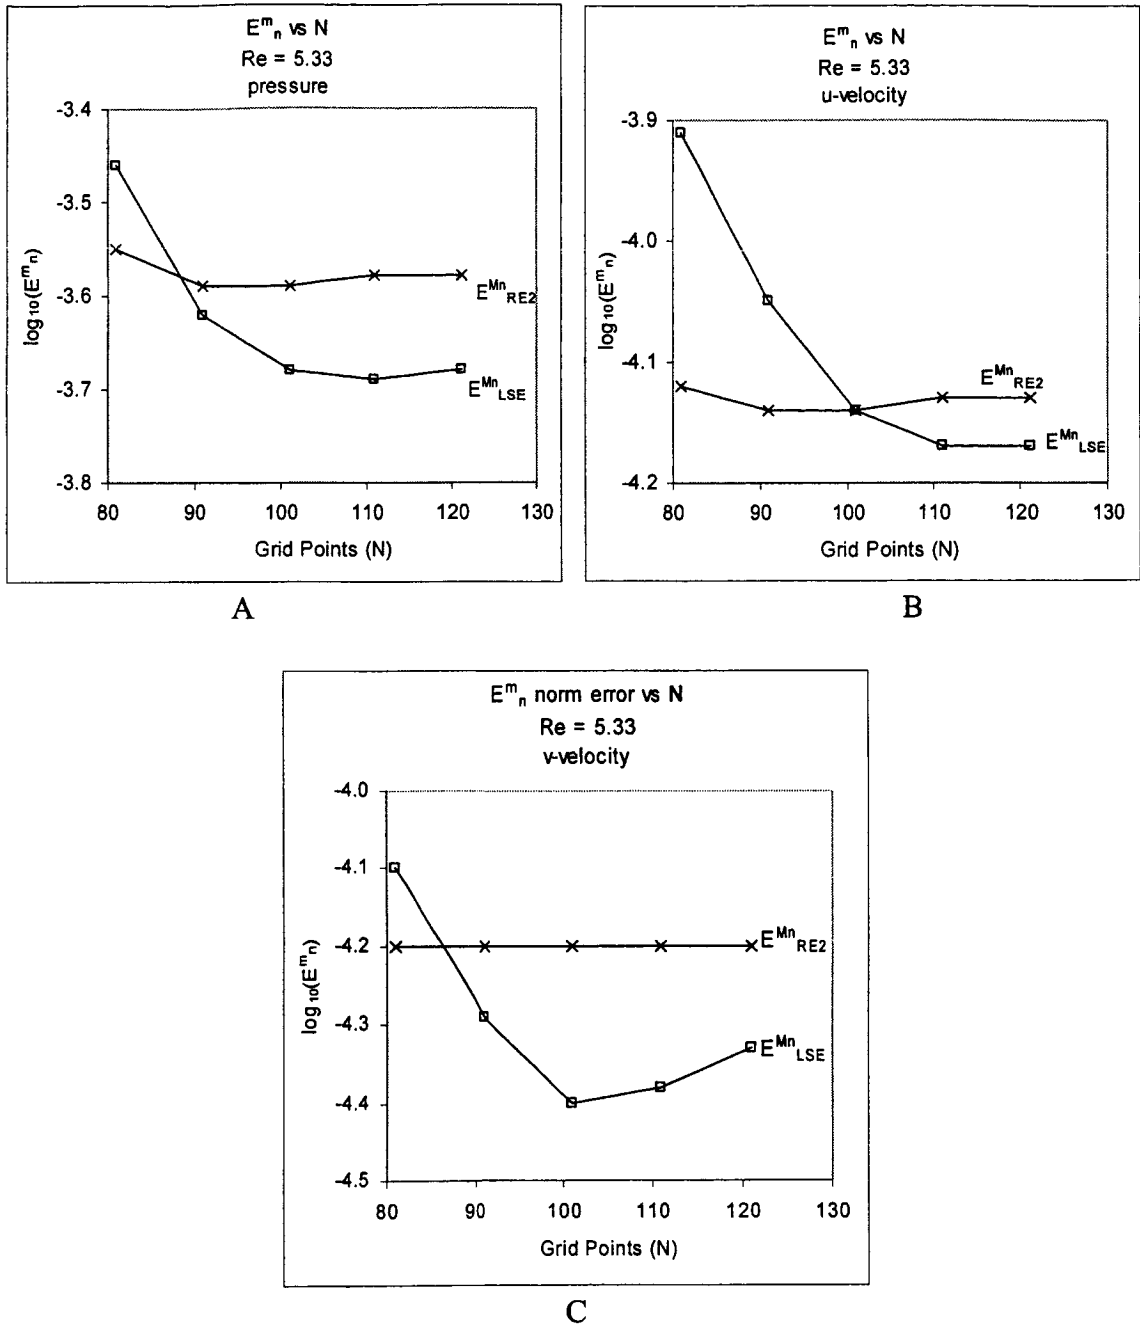 E^m_n vs N
Re = 5.33
pressure
-3.4
-3.5
-3.6
-3.7
-3.8
log₁₀(E^m_n)
E^Mn_RE2
E^Mn_LSE
80 90 100 110 120 130
Grid Points (N)
A
E^m_n vs N
Re = 5.33
u-velocity
-3.9
-4.0
-4.1
-4.2
log₁₀(E^m_n)
E^Mn_RE2
E^Mn_LSE
80 90 100 110 120 130
Grid Points (N)
B
E^m_n norm error vs N
Re = 5.33
v-velocity
-4.0
-4.1
-4.2
-4.3
-4.4
-4.5
log₁₀(E^m_n)
E^Mn_RE2
E^Mn_LSE
80 90 100 110 120 130
Grid Points (N)
C